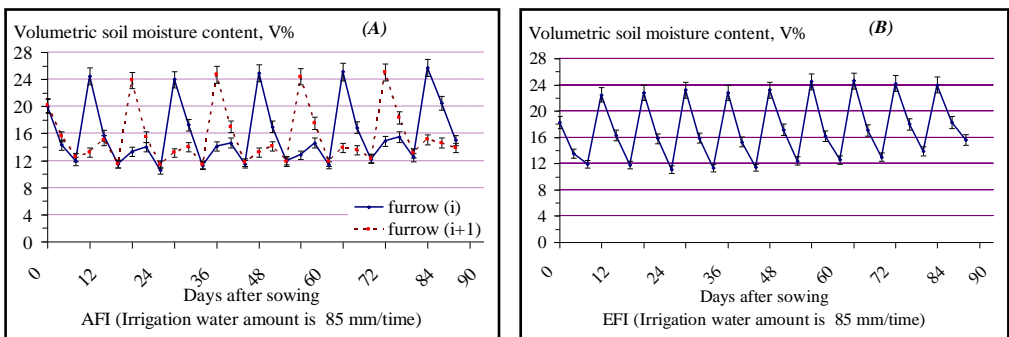 Volumetric soil moisture content, V% (A)
28
24
20
16
12
8
4
0
furrow (i)
furrow (i+1)
0 12 24 36 48 60 72 84 96
Days after sowing
AFI (Irrigation water amount is 85 mm/time)
Volumetric soil moisture content, V% (B)
28
24
20
16
12
8
4
0
0 12 24 36 48 60 72 84 90
Days after sowing
EFI (Irrigation water amount is 85 mm/time)